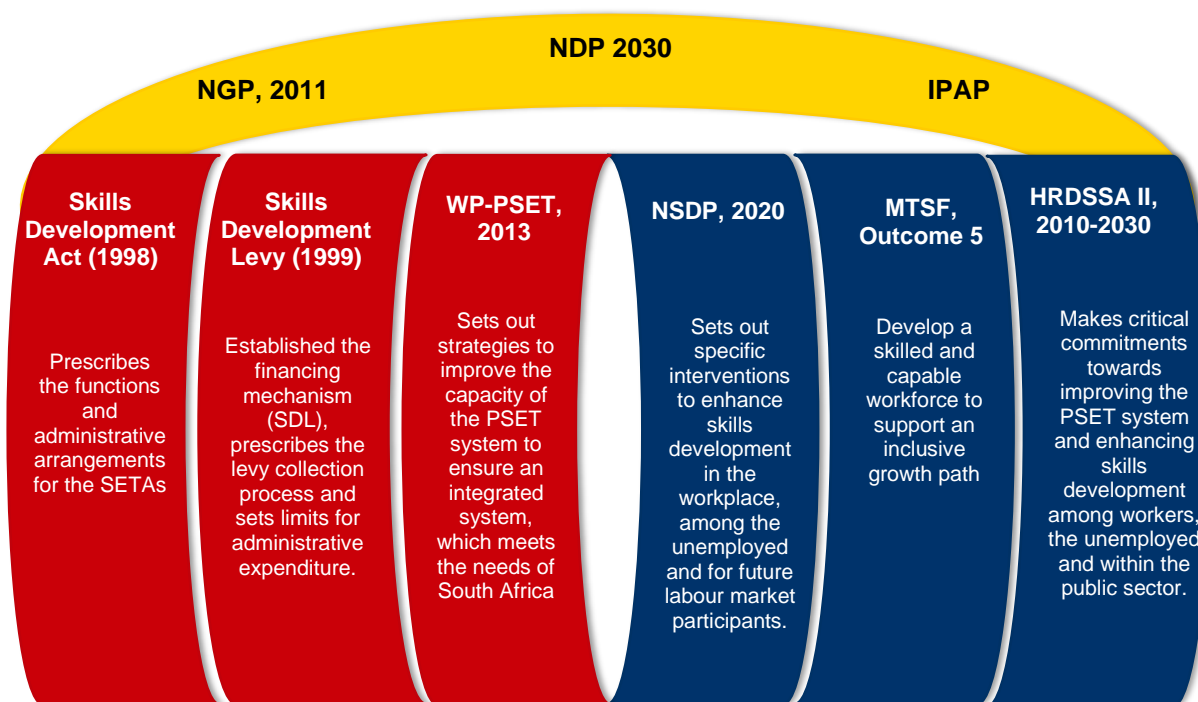 NDP 2030
NGP, 2011
IPAP
Skills
Development
Act (1998)
Prescribes
the functions
and
administrative
arrangements
for the SETAs
Skills
Development
Levy (1999)
Established the
financing
mechanism
(SDL),
prescribes the
levy collection
process and
sets limits for
administrative
expenditure.
WP-PSET,
2013
Sets out
strategies to
improve the
capacity of
the PSET
system to
ensure an
integrated
system,
which meets
the needs of
South Africa
NSDP, 2020
Sets out
specific
interventions
to enhance
skills
development
in the
workplace,
among the
unemployed
and for future
labour market
participants.
MTSF,
Outcome 5
Develop a
skilled and
capable
workforce to
support an
inclusive
growth path
HRDSSA II,
2010-2030
Makes critical
commitments
towards
improving the
PSET system
and enhancing
skills
development
among workers,
the unemployed
and within the
public sector.